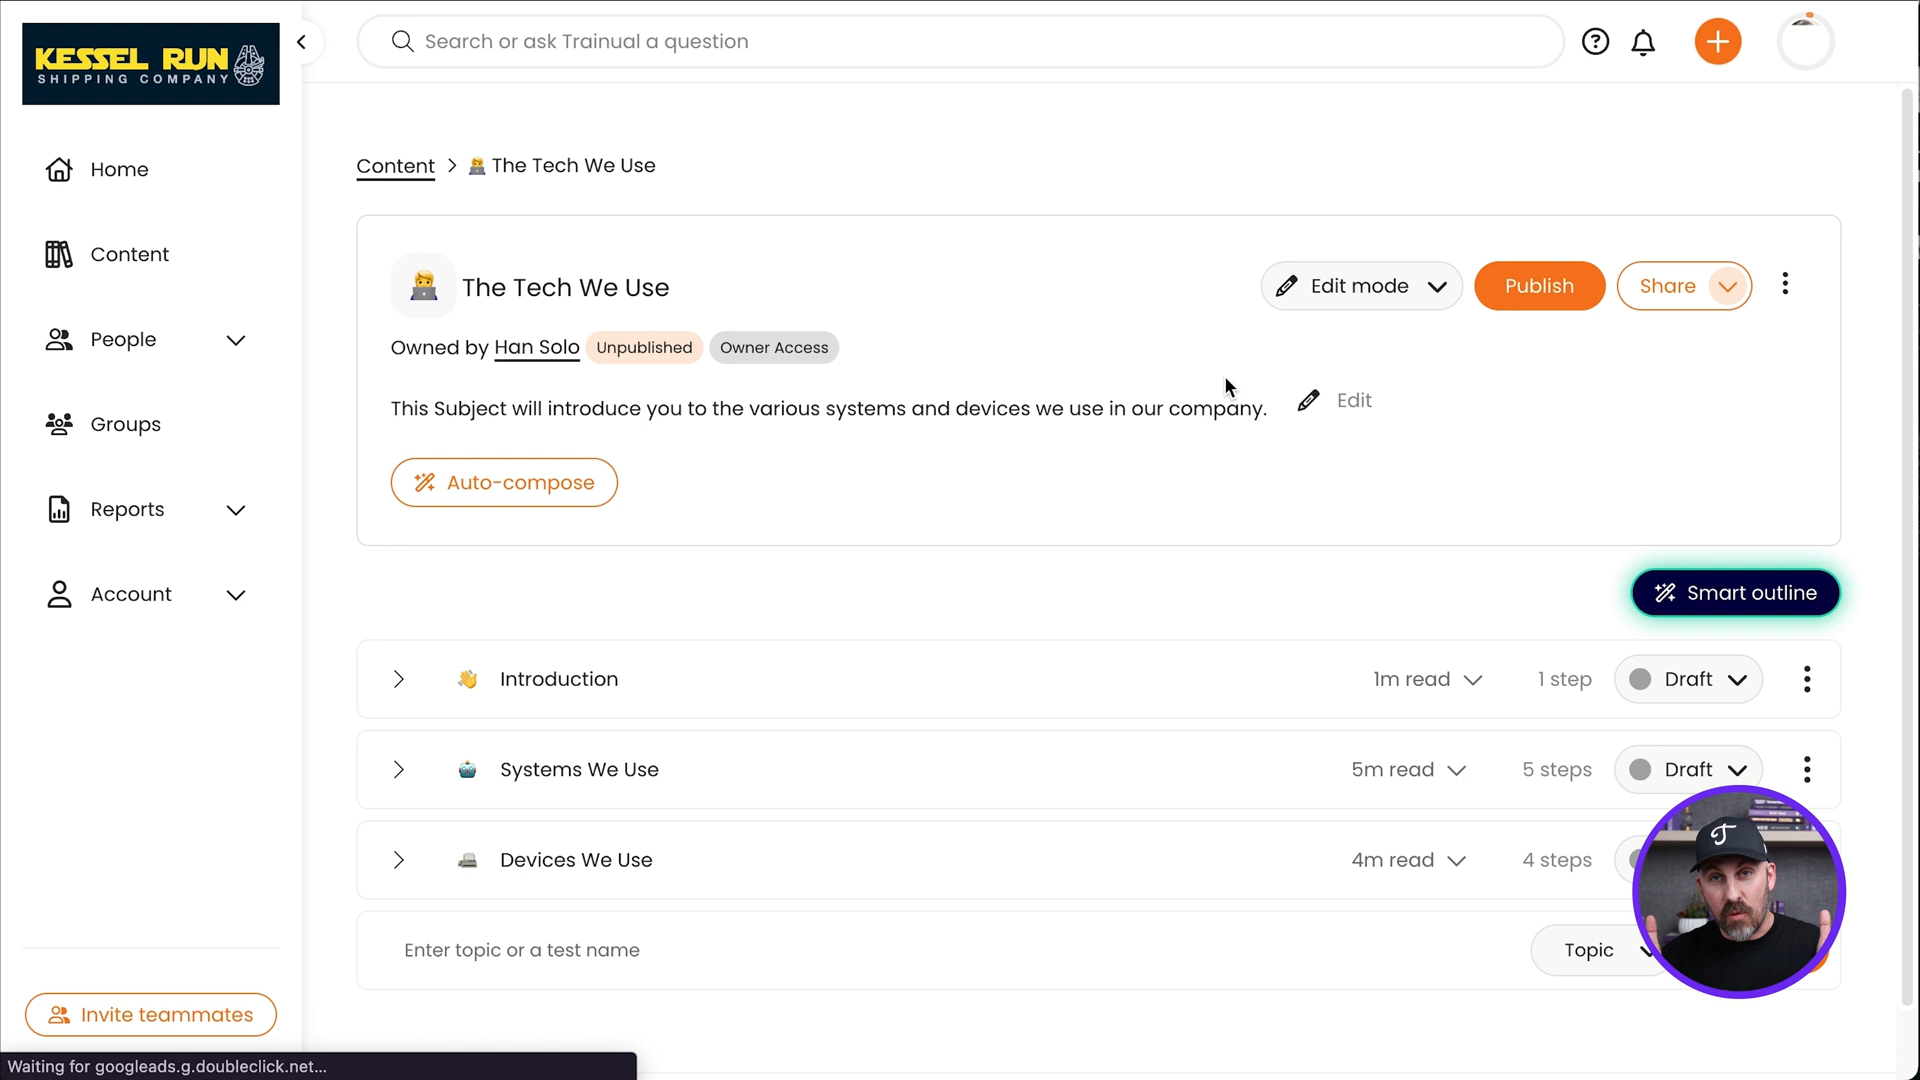 KESSEL RUN
SHIPPING COMPANY
Search or ask Trainual a question
Home
Content
People
Groups
Reports
Account
Invite teammates
Content > The Tech We Use
The Tech We Use
Edit mode
Publish
Share
Owned by Han Solo
Unpublished
Owner Access
This Subject will introduce you to the various systems and devices we use in our company.
Edit
Auto-compose
Smart outline
Introduction
1m read
1 step
Draft
Systems We Use
5m read
5 steps
Draft
Devices We Use
4m read
4 steps
Enter topic or a test name
Topic
Waiting for googleads.g.doubleclick.net...